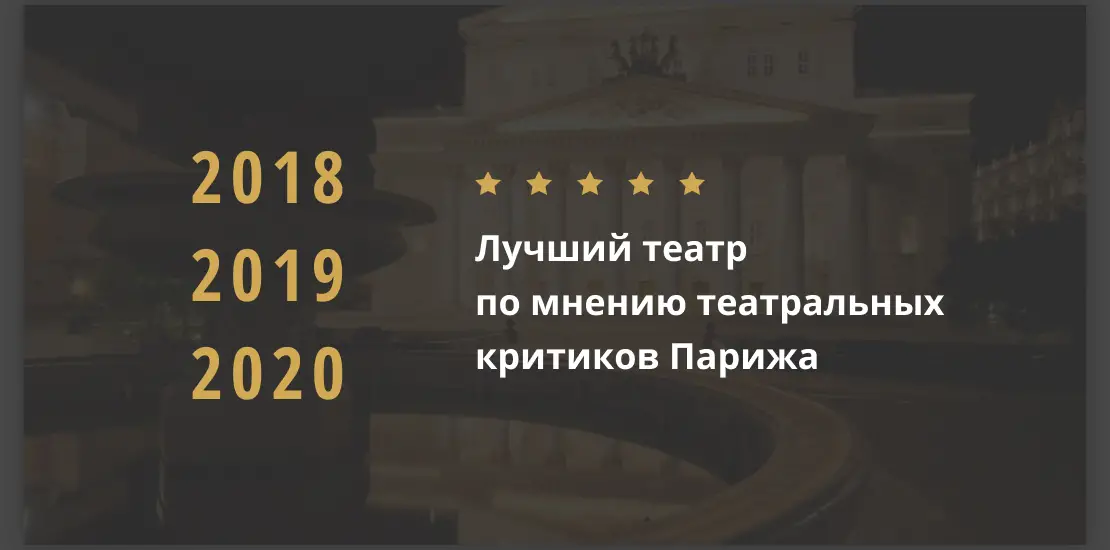 2018
2019
2020
Лучший театр
по мнению театральных
критиков Парижа